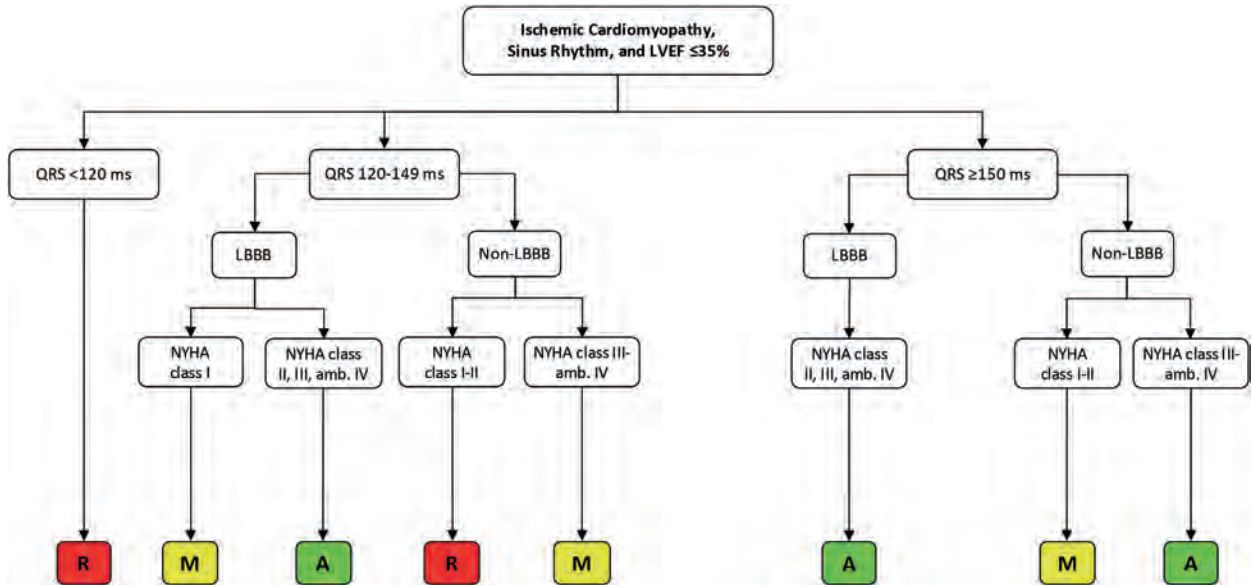 Ischemic Cardiomyopathy,
Sinus Rhythm, and LVEF ≤35%
QRS <120 ms
QRS 120-149 ms
QRS ≥150 ms
LBBB
Non-LBBB
LBBB
Non-LBBB
NYHA
class I
NYHA class
II, III, amb. IV
NYHA
class I-II
NYHA class III-
amb. IV
NYHA class
II, III, amb. IV
NYHA
class I-II
NYHA class III-
amb. IV
R
M
A
R
M
A
M
A